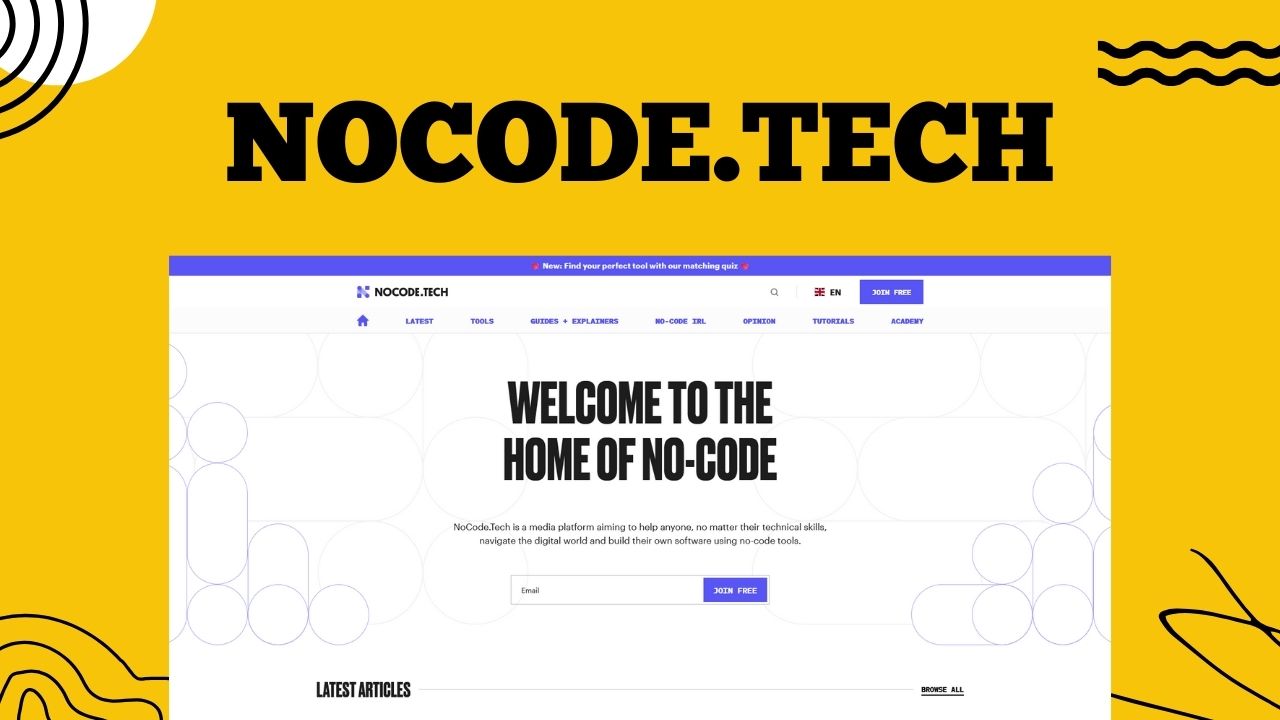 NOCODE.TECH
New: Find your perfect tool with our matching quiz
NOCODE.TECH
EN
JOIN FREE
LATEST
TOOLS
GUIDES + EXPLAINERS
NO-CODE IRL
OPINION
TUTORIALS
ACADEMY
WELCOME TO THE
HOME OF NO-CODE
NoCode.Tech is a media platform aiming to help anyone, no matter their technical skills,
navigate the digital world and build their own software using no-code tools.
Email
JOIN FREE
LATEST ARTICLES
BROWSE ALL